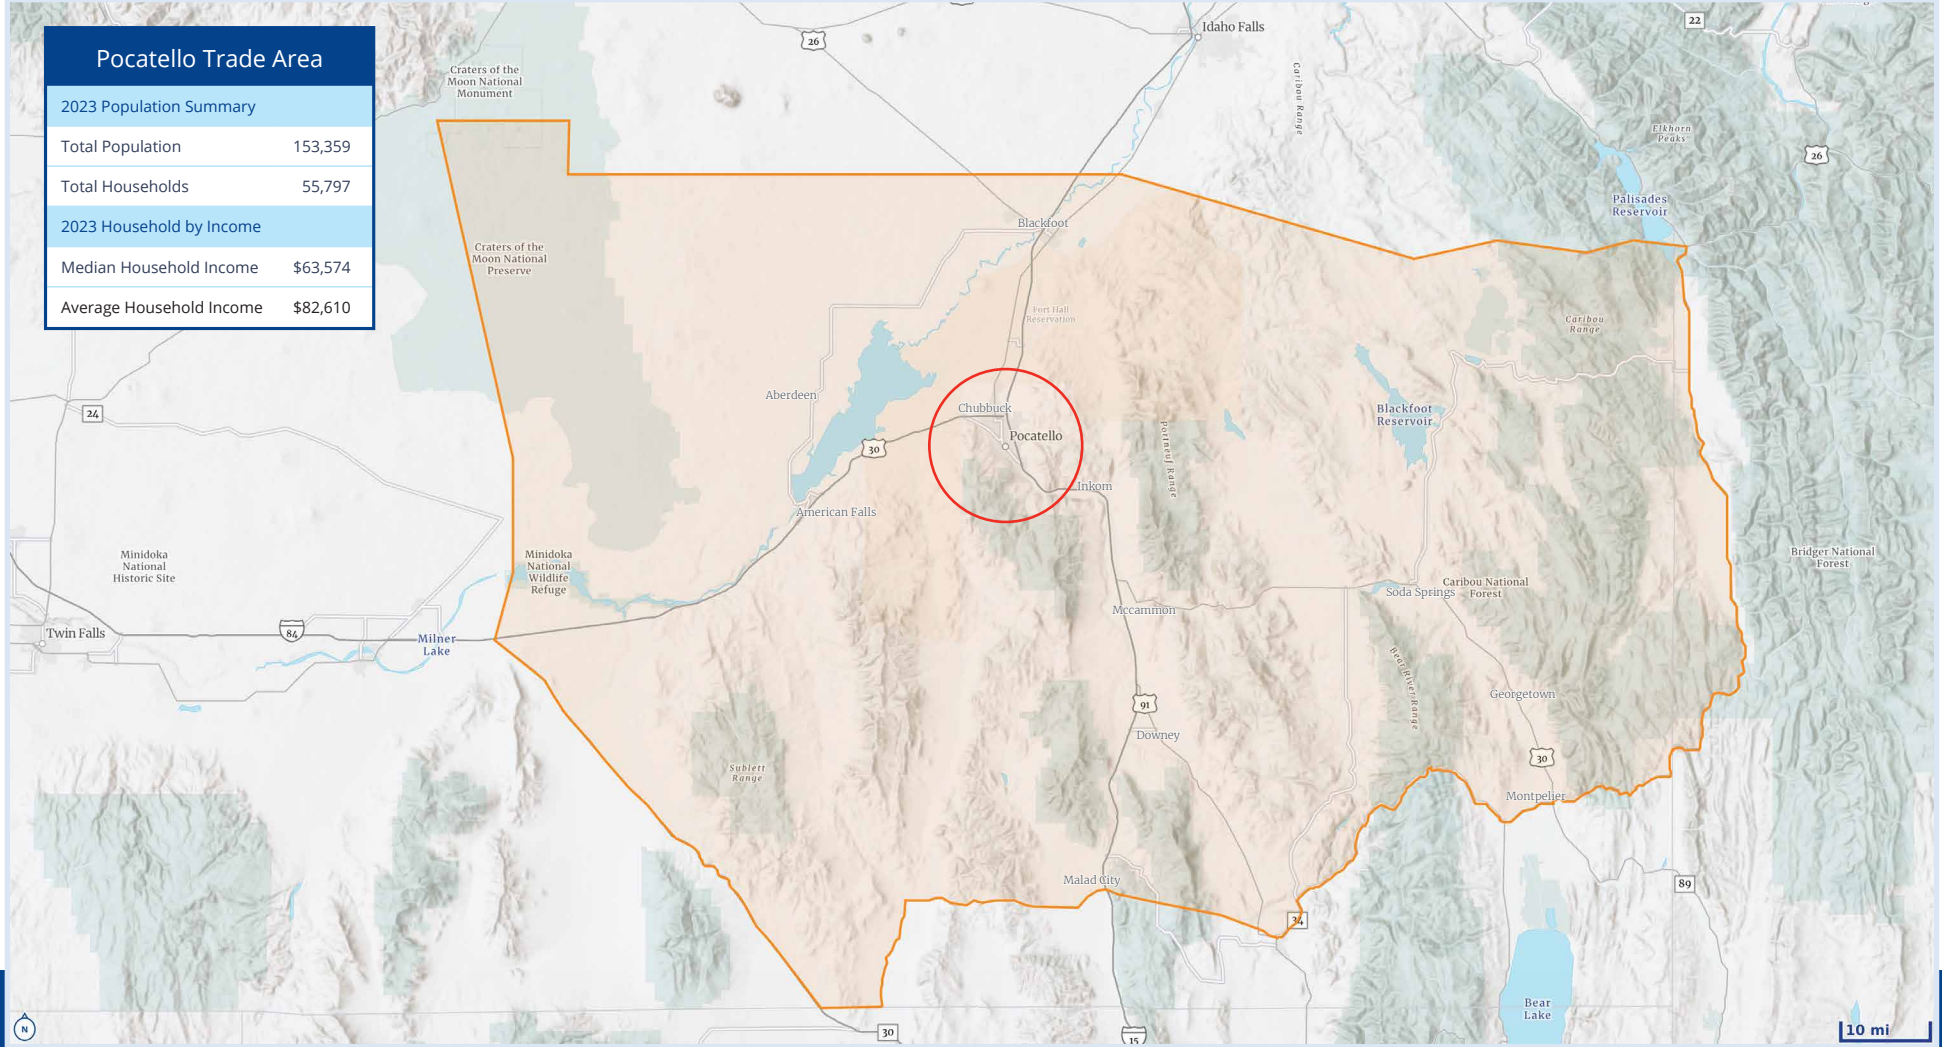 Pocatello Trade Area
2023 Population Summary
Total Population 153,359
Total Households 55,797
2023 Household by Income
Median Household Income $63,574
Average Household Income $82,610
26
Idaho Falls
22
Craters of the
Moon National
Monument
Caribau Range
Elkhorn
Peaks
26
Palisades
Reservoir
Blackfoot
Craters of the
Moon National
Preserve
Fort Hall
Reservation
Caribou
Range
Aberdeen
24
Chubbuck
Pocatello
30
Blackfoot
Reservoir
Portneuf Range
Inkom
American Falls
Minidoka
National
Historic Site
Minidoka
National
Wildlife
Refuge
Bridger National
Forest
Soda Springs
Caribou National
Forest
Mccammon
Twin Falls
84
Milner
Lake
Bear River Range
Georgetown
91
Downey
Sublett
Range
30
Montpelier
Malad City
89
34
Bear
Lake
N
30
15
10 mi